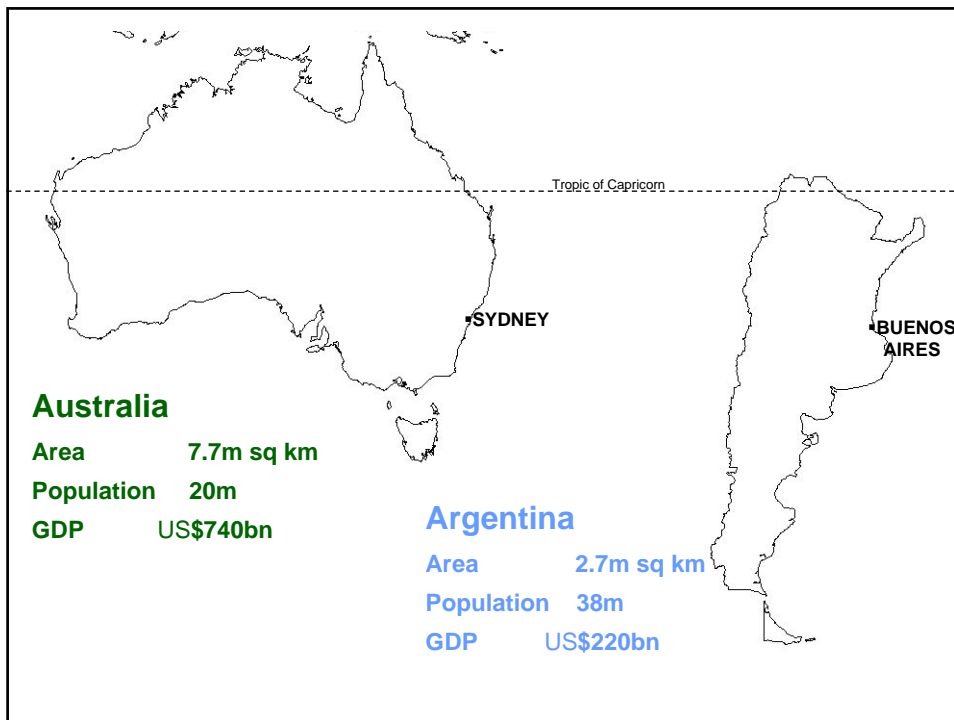 Tropic of Capricorn
SYDNEY
BUENOS
AIRES
Australia
Area 7.7m sq km
Population 20m
GDP US$740bn
Argentina
Area 2.7m sq km
Population 38m
GDP US$220bn